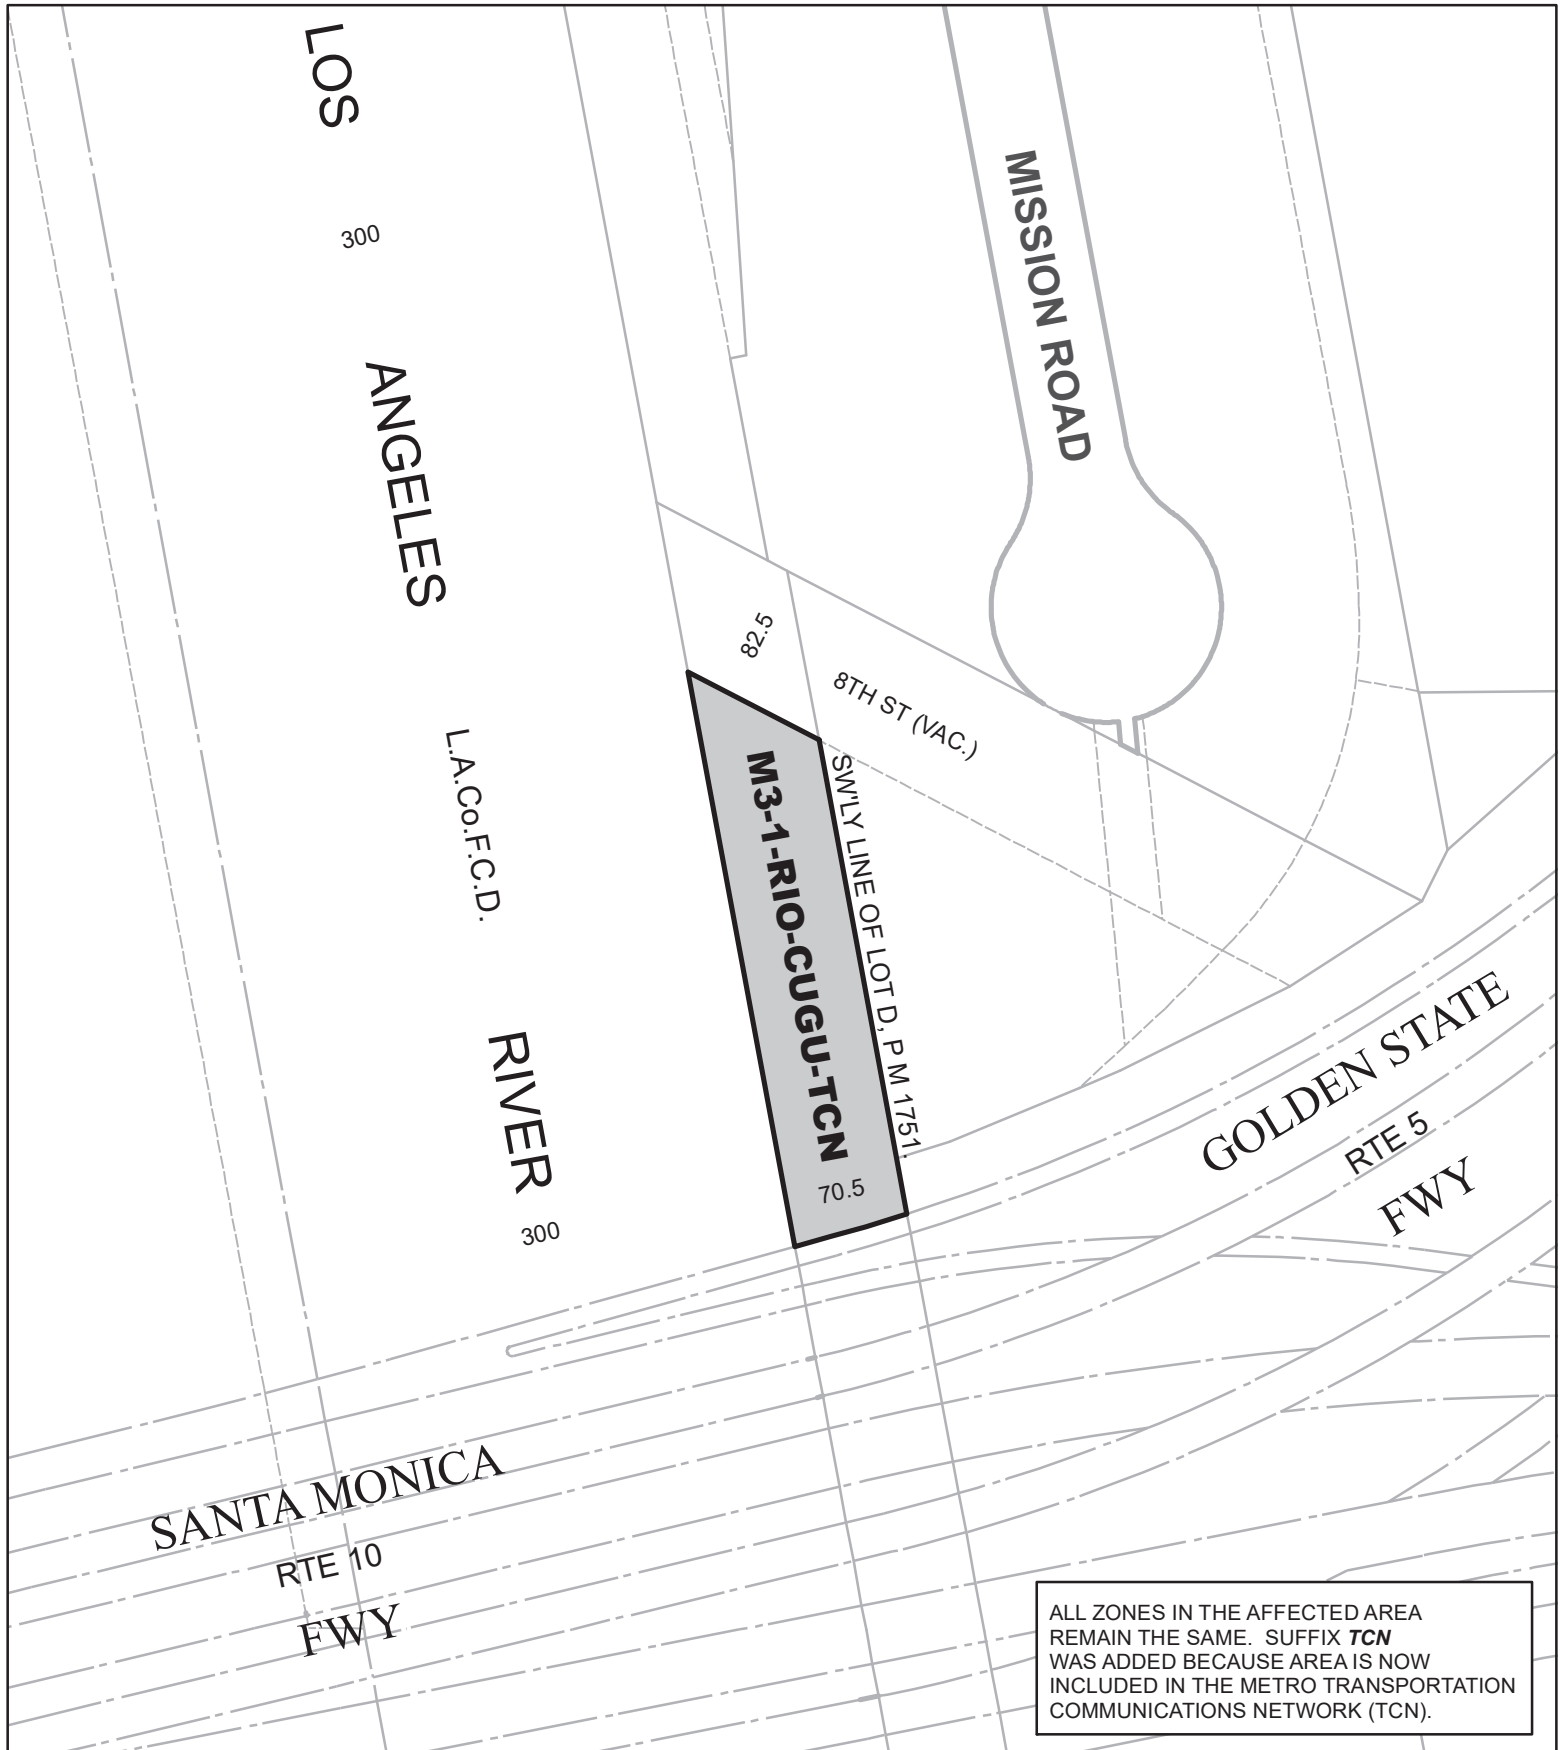 LOS
300
ANGELES
L.A.Co.F.C.D.
RIVER
300
MISSION ROAD
82.5
8TH ST (VAC.)
M3-1-RIO-CUGU-TCN
SW'LY LINE OF LOT D, P M 1751.
70.5
GOLDEN STATE
RTE 5
FWY
SANTA MONICA
RTE 10
FWY
ALL ZONES IN THE AFFECTED AREA
REMAIN THE SAME. SUFFIX TCN
WAS ADDED BECAUSE AREA IS NOW
INCLUDED IN THE METRO TRANSPORTATION
COMMUNICATIONS NETWORK (TCN).